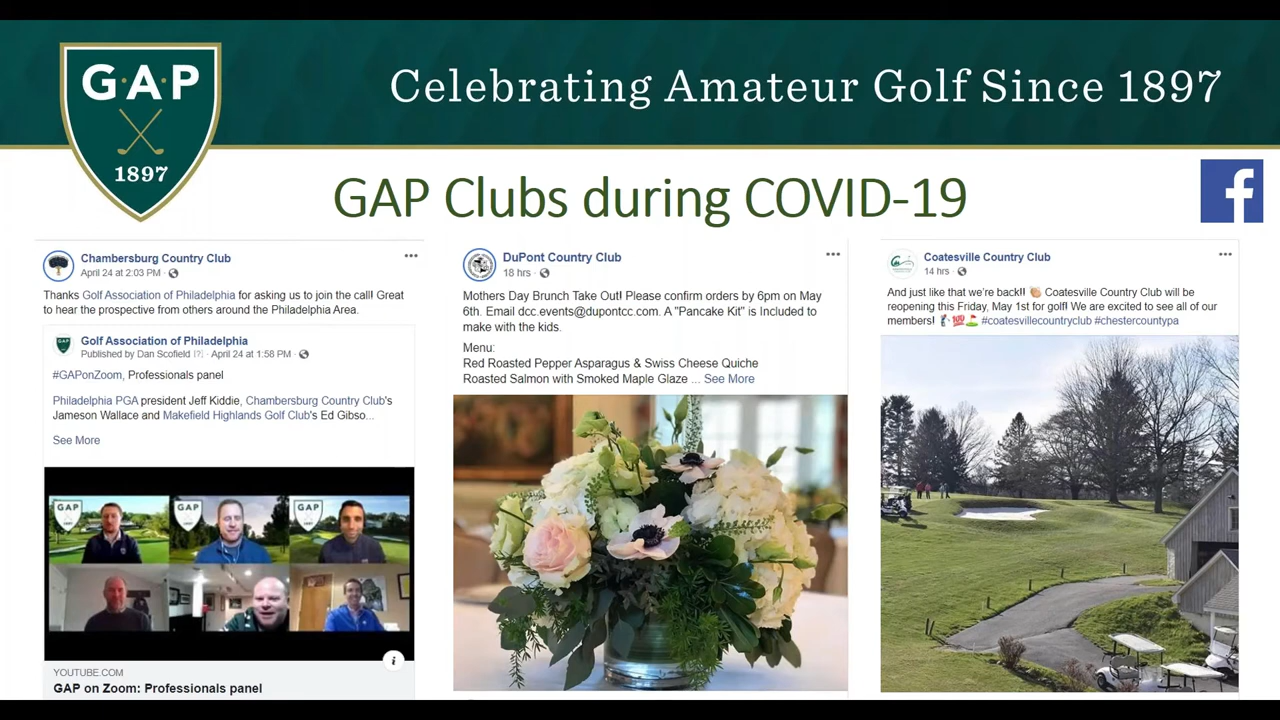 G·A·P
1897
Celebrating Amateur Golf Since 1897
GAP Clubs during COVID-19
Chambersburg Country Club
April 24 at 2:03 PM ·
Thanks Golf Association of Philadelphia for asking us to join the call! Great
to hear the prospective from others around the Philadelphia Area.
Golf Association of Philadelphia
Published by Dan Scofield [?] · April 24 at 1:58 PM ·
#GAPonZoom, Professionals panel
Philadelphia PGA president Jeff Kiddie, Chambersburg Country Club's
Jameson Wallace and Makefield Highlands Golf Club's Ed Gibso...
See More
GAP
1897
GAP
1897
GAP
1897
YOUTUBE.COM
GAP on Zoom: Professionals panel
DuPont Country Club
18 hrs ·
Mothers Day Brunch Take Out! Please confirm orders by 6pm on May
6th. Email dcc.events@dupontcc.com. A "Pancake Kit" is Included to
make with the kids.
Menu:
Red Roasted Pepper Asparagus & Swiss Cheese Quiche
Roasted Salmon with Smoked Maple Glaze ... See More
Coatesville Country Club
14 hrs ·
And just like that we're back!! 👏🏼 Coatesville Country Club will be
reopening this Friday, May 1st for golf! We are excited to see all of our
members! 🏌💯⛳ #coatesvillecountryclub #chestercountypa